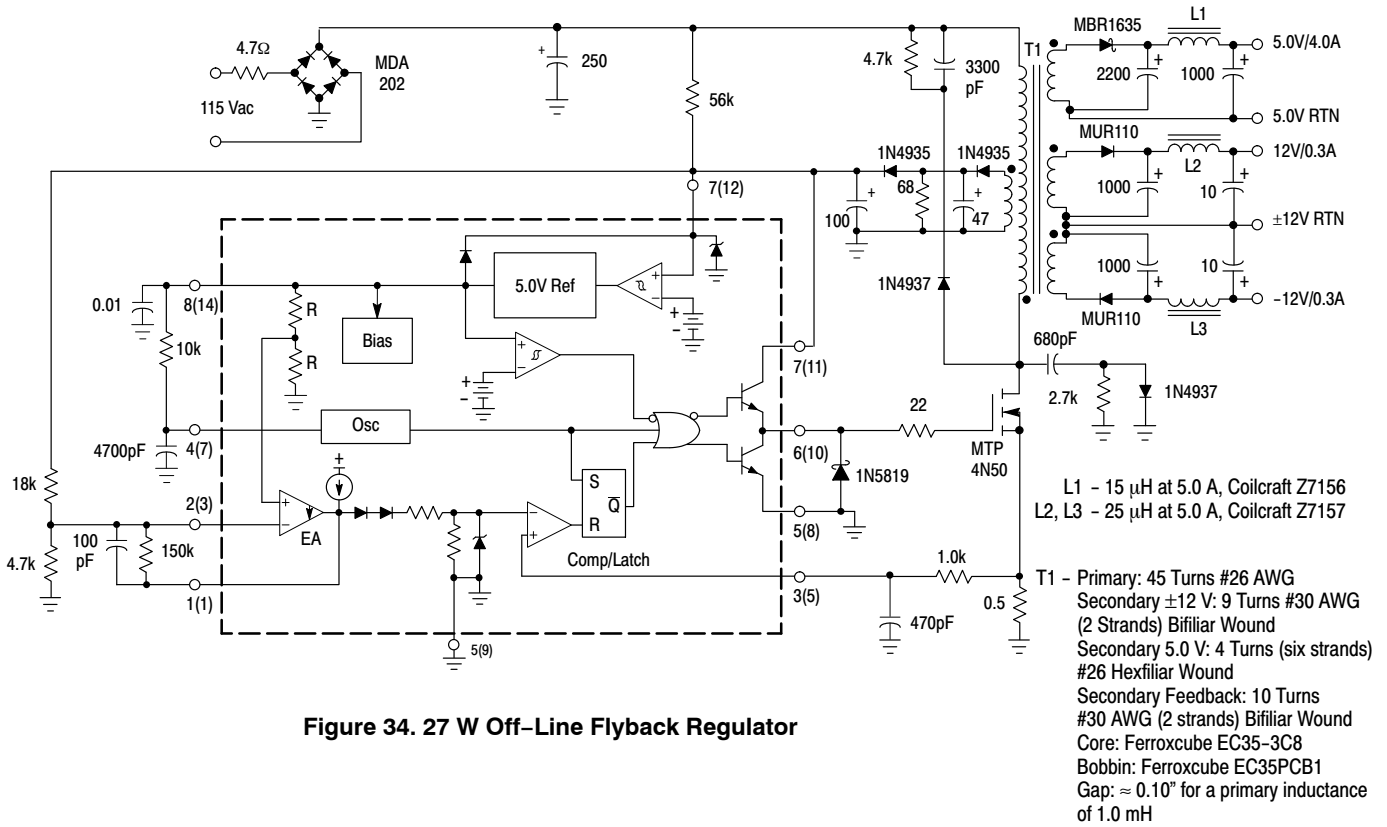 4.7Ω
MDA
202
115 Vac
250
56k
4.7k
3300
pF
T1
MBR1635
L1
5.0V/4.0A
2200
1000
5.0V RTN
MUR110
12V/0.3A
L2
1000
10
±12V RTN
1000
10
−12V/0.3A
MUR110
L3
1N4935
1N4935
68
100
47
7(12)
1N4937
680pF
2.7k
1N4937
0.01
8(14)
R
R
Bias
5.0V Ref
10k
7(11)
4(7)
4700pF
Osc
22
6(10)
MTP
4N50
1N5819
18k
2(3)
EA
S
Q
R
5(8)
100
pF
150k
4.7k
Comp/Latch
1.0k
1(1)
3(5)
470pF
0.5
5(9)
L1 − 15 μH at 5.0 A, Coilcraft Z7156
L2, L3 − 25 μH at 5.0 A, Coilcraft Z7157
T1 − Primary: 45 Turns #26 AWG
Secondary ±12 V: 9 Turns #30 AWG
(2 Strands) Bifiliar Wound
Secondary 5.0 V: 4 Turns (six strands)
#26 Hexfiliar Wound
Secondary Feedback: 10 Turns
#30 AWG (2 strands) Bifiliar Wound
Core: Ferroxcube EC35−3C8
Bobbin: Ferroxcube EC35PCB1
Gap: ≈ 0.10" for a primary inductance
of 1.0 mH
Figure 34. 27 W Off−Line Flyback Regulator